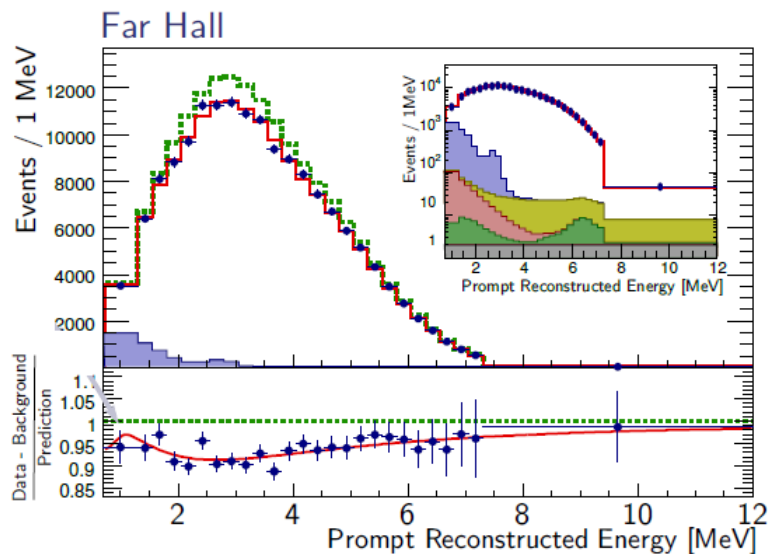 Far Hall
Events / 1 MeV
12000
10000
8000
6000
4000
2000
Events / 1MeV
10⁴
10³
10²
10
1
2 4 6 8 10 12
Prompt Reconstructed Energy [MeV]
Data - Background
Prediction
1.05
1
0.95
0.9
0.85
2 4 6 8 10 12
Prompt Reconstructed Energy [MeV]